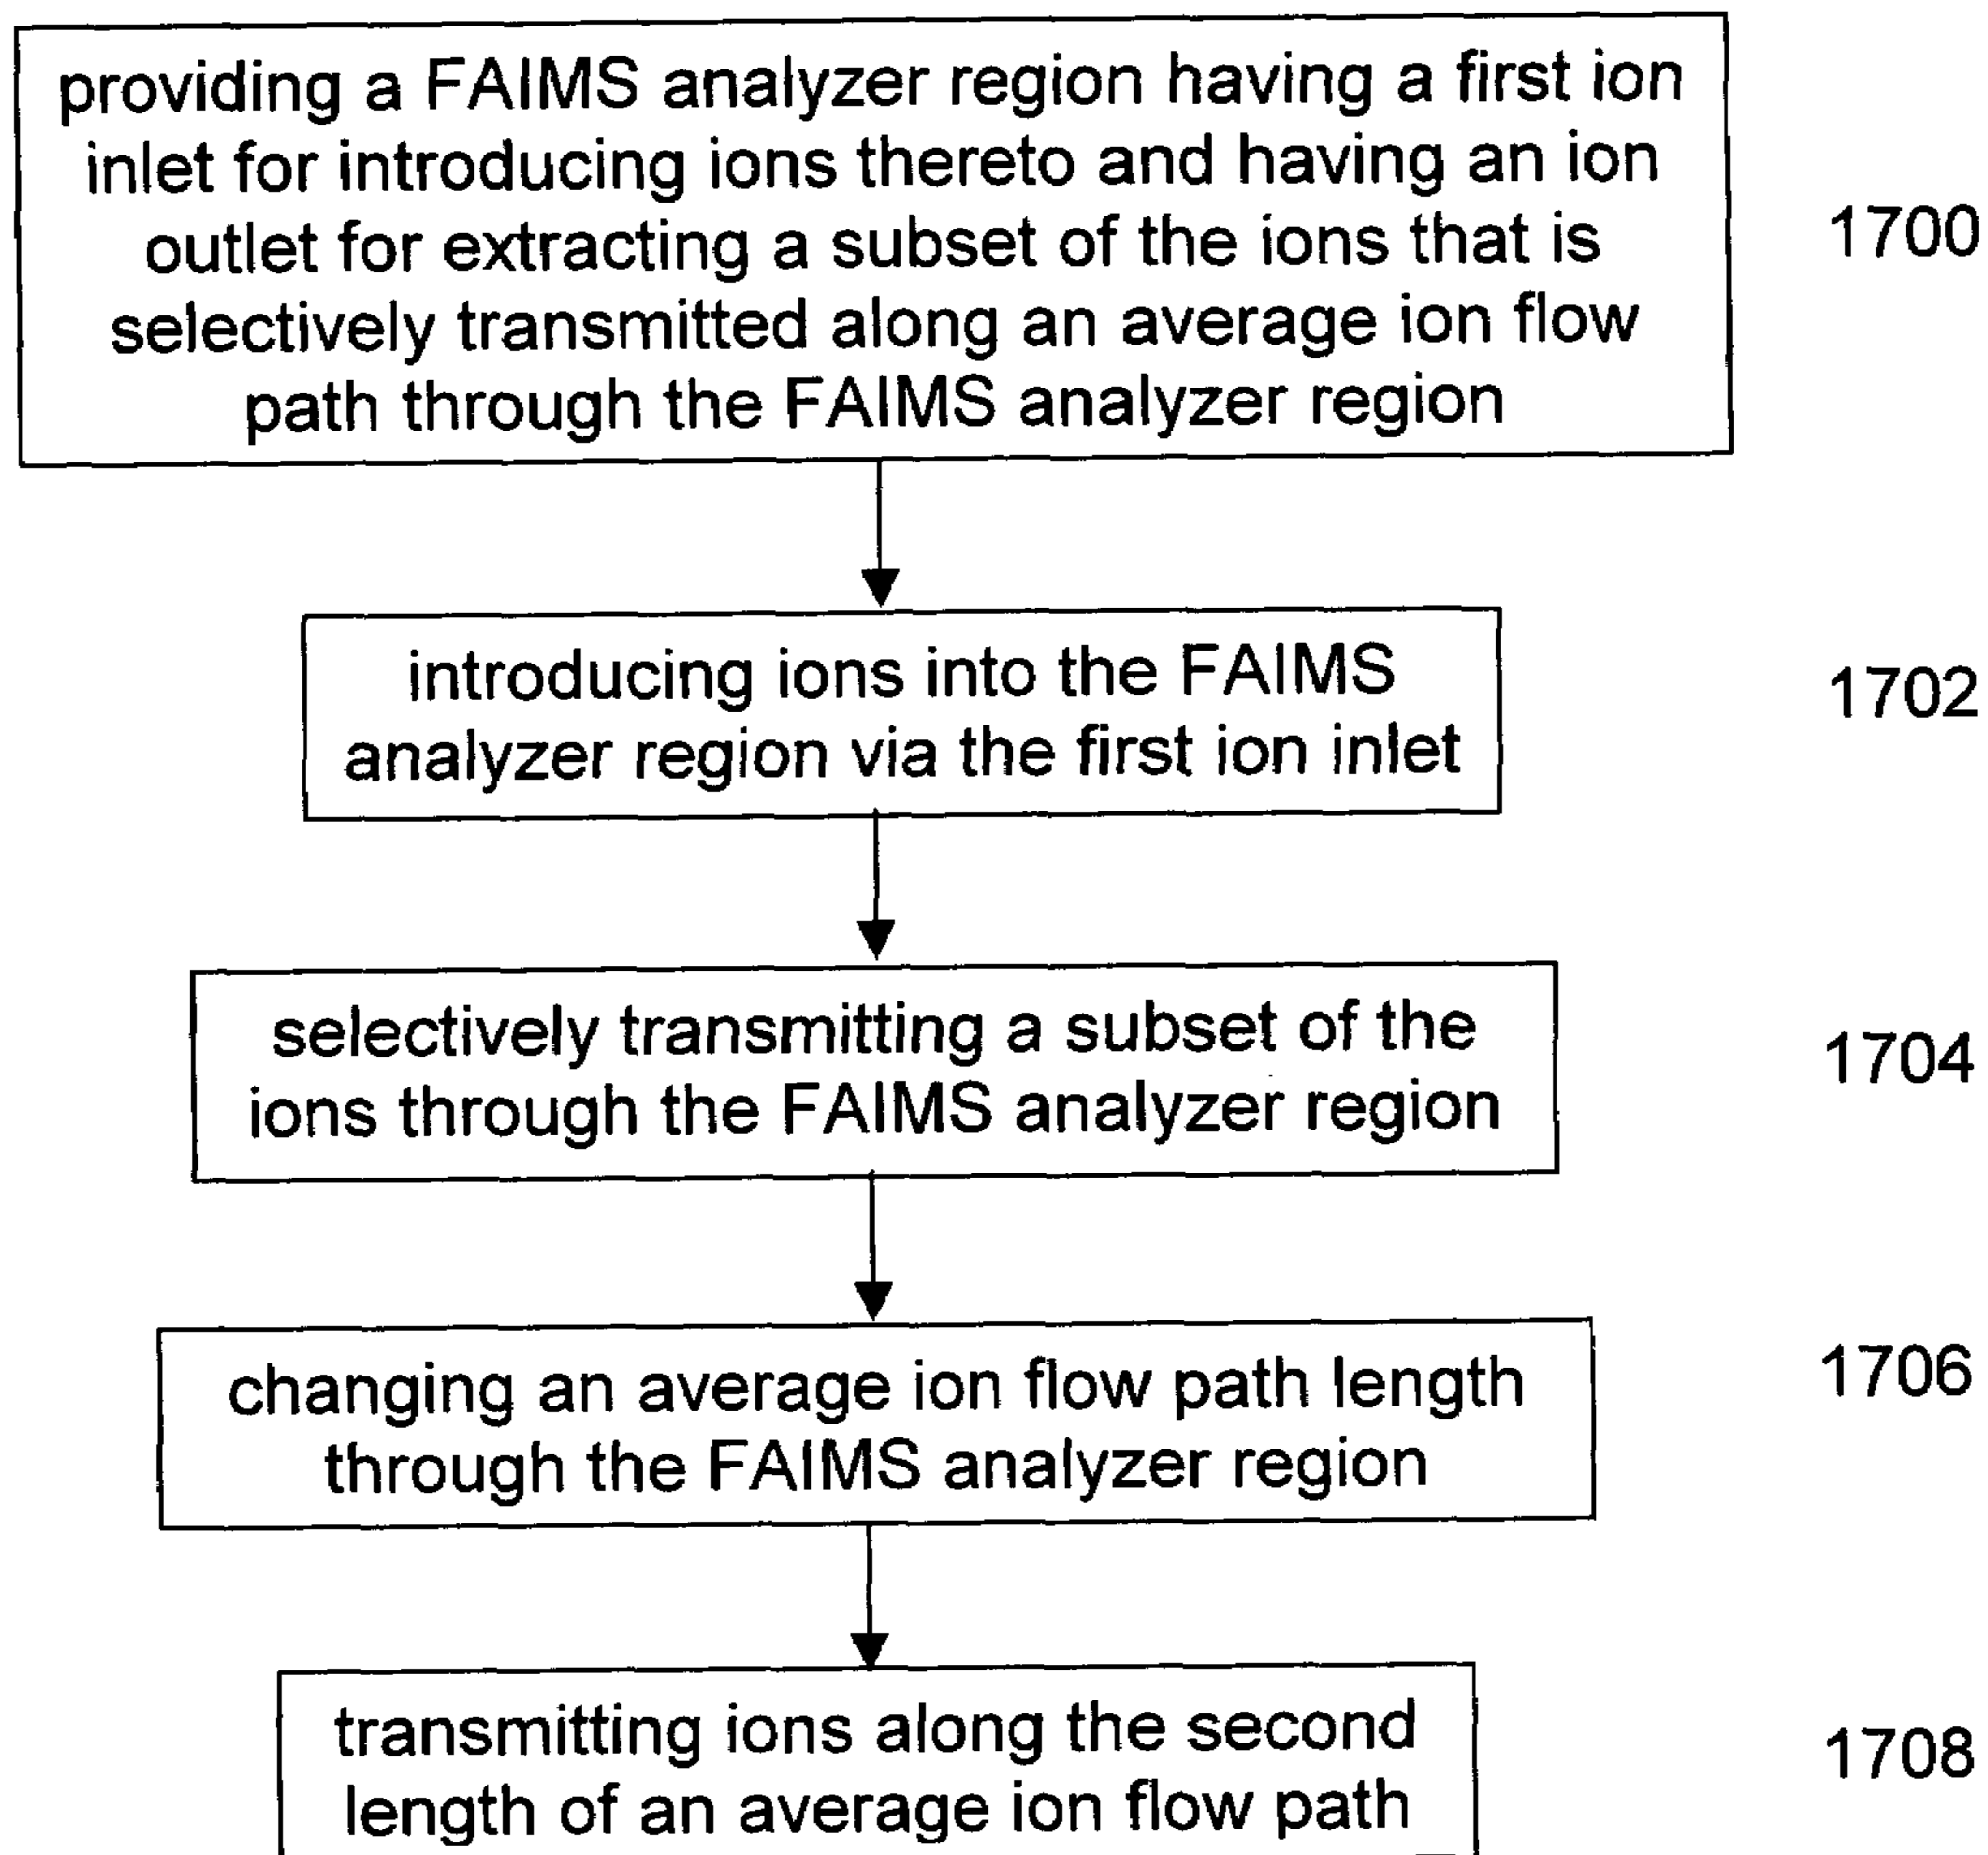 providing a FAIMS analyzer region having a first ion
inlet for introducing ions thereto and having an ion
outlet for extracting a subset of the ions that is
selectively transmitted along an average ion flow
path through the FAIMS analyzer region
1700
introducing ions into the FAIMS
analyzer region via the first ion inlet
1702
selectively transmitting a subset of the
ions through the FAIMS analyzer region
1704
changing an average ion flow path length
through the FAIMS analyzer region
1706
transmitting ions along the second
length of an average ion flow path
1708